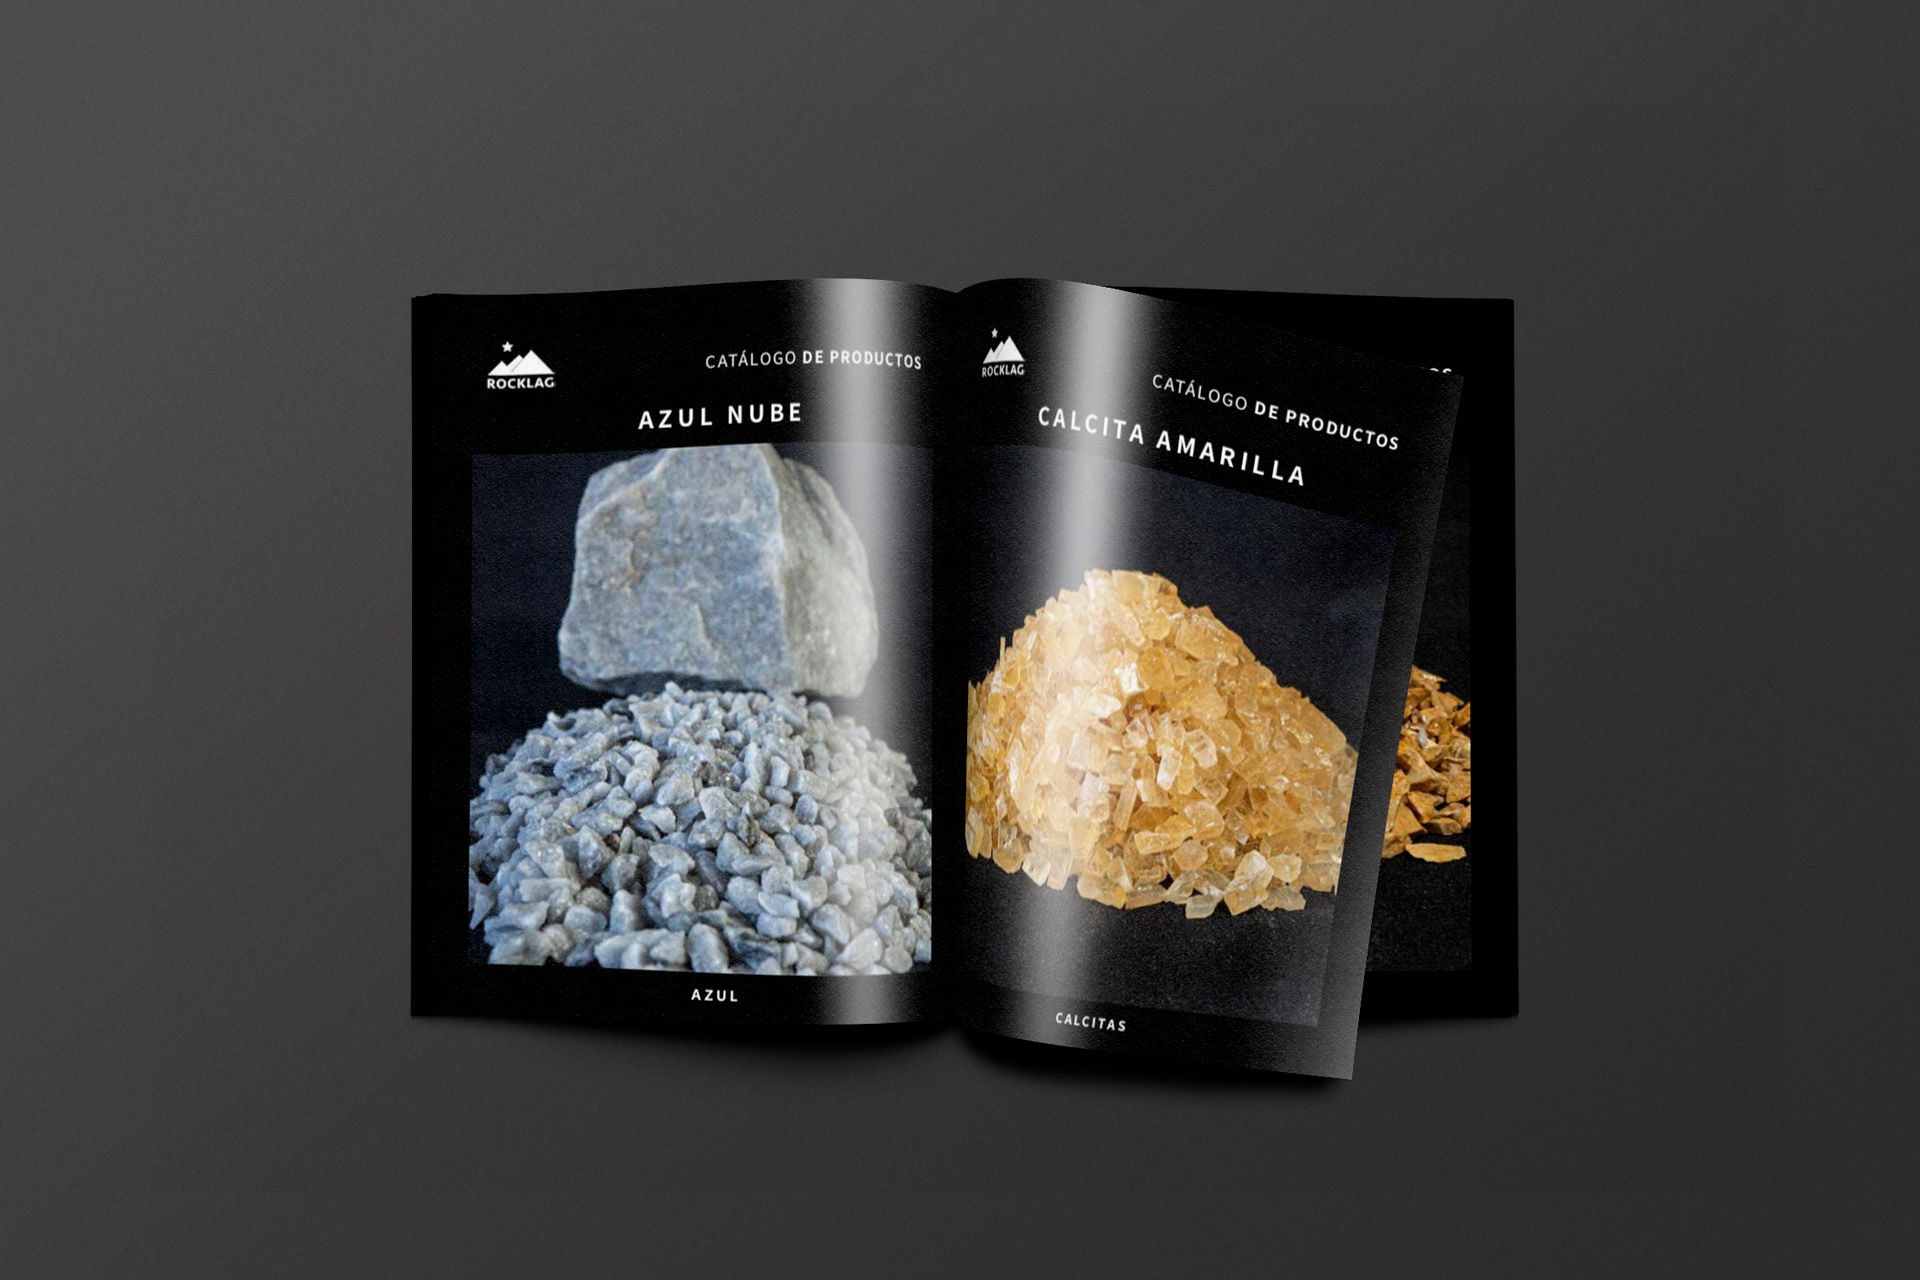 ROCKLAG
CATÁLOGO DE PRODUCTOS
AZUL NUBE
AZUL
ROCKLAG
CATÁLOGO DE PRODUCTOS
CALCITA AMARILLA
CALCITAS